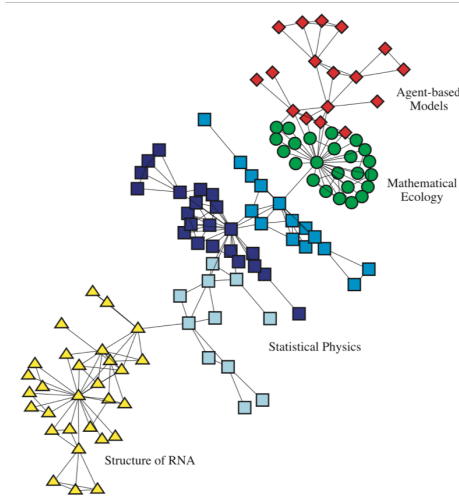 Agent-based
Models
Mathematical
Ecology
Statistical Physics
Structure of RNA